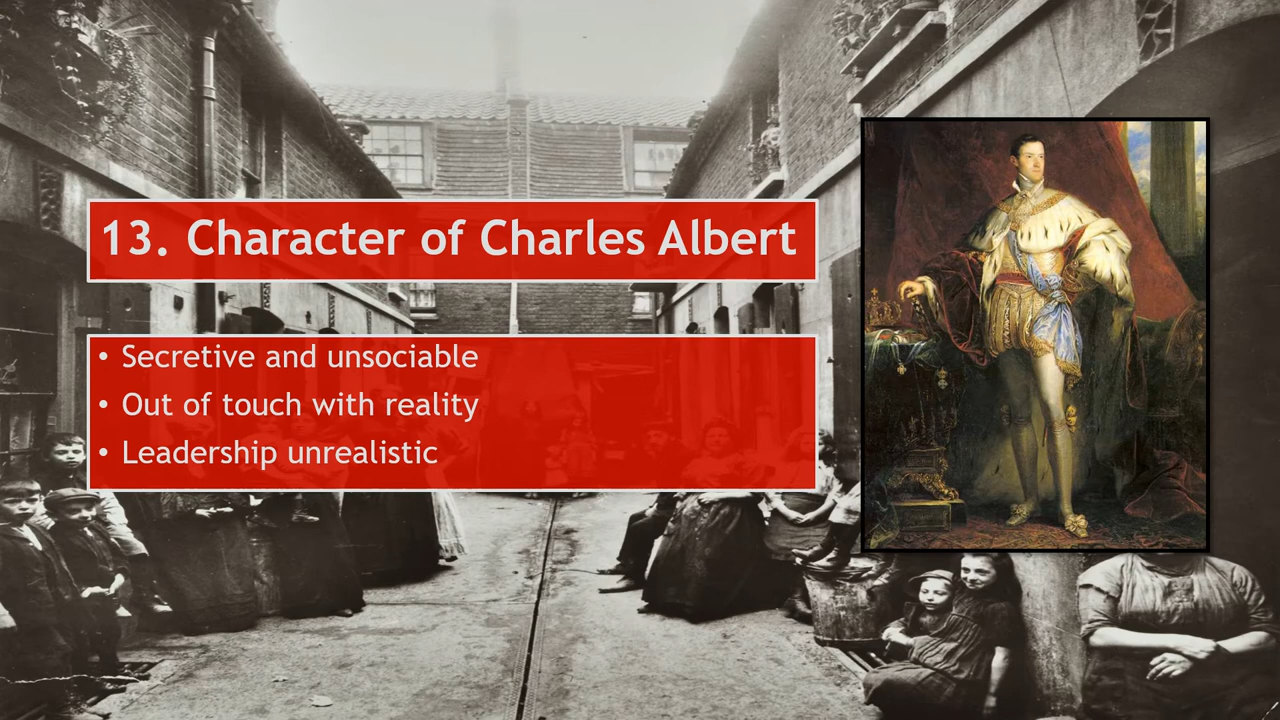 13. Character of Charles Albert
• Secretive and unsociable
• Out of touch with reality
• Leadership unrealistic